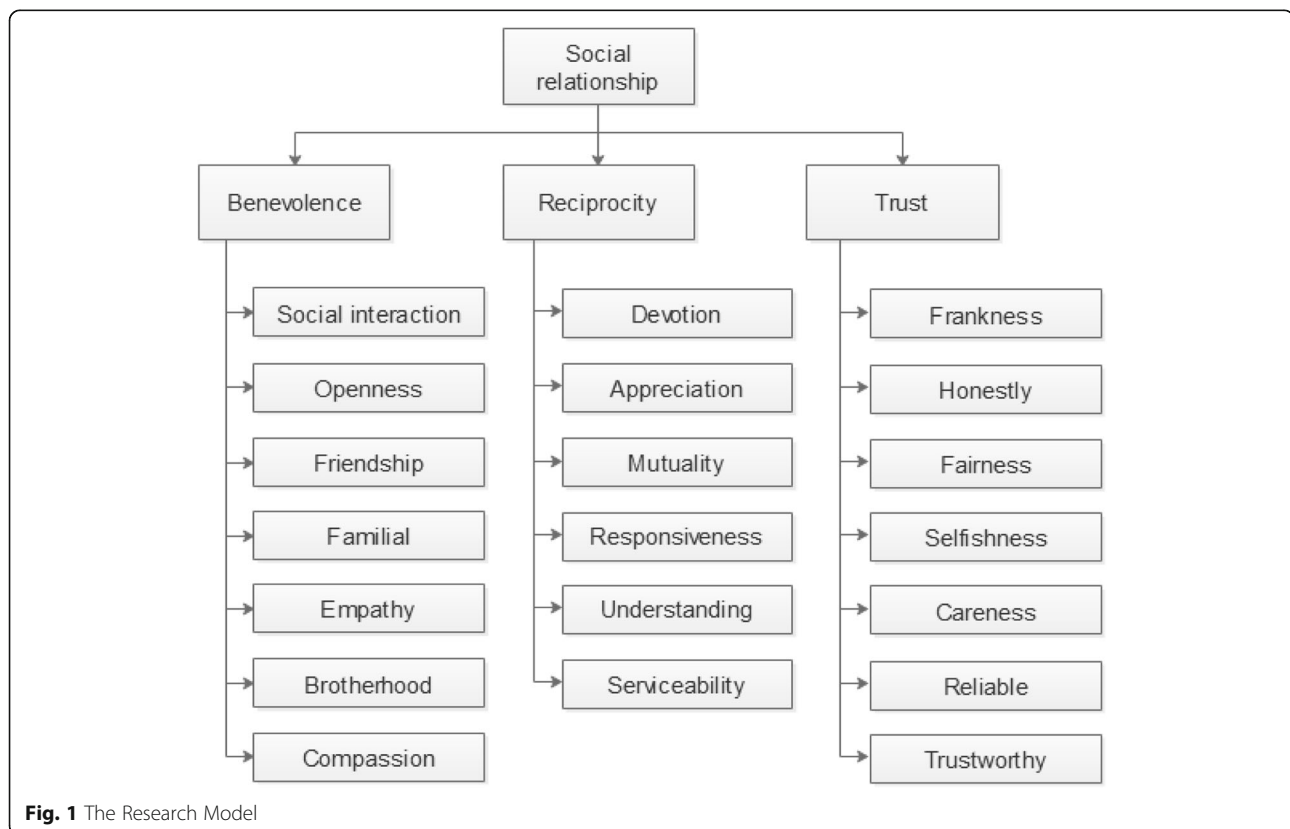 Social
relationship
Benevolence
Reciprocity
Trust
Social interaction
Openness
Friendship
Familial
Empathy
Brotherhood
Compassion
Devotion
Appreciation
Mutuality
Responsiveness
Understanding
Serviceability
Frankness
Honestly
Fairness
Selfishness
Careness
Reliable
Trustworthy
Fig. 1 The Research Model